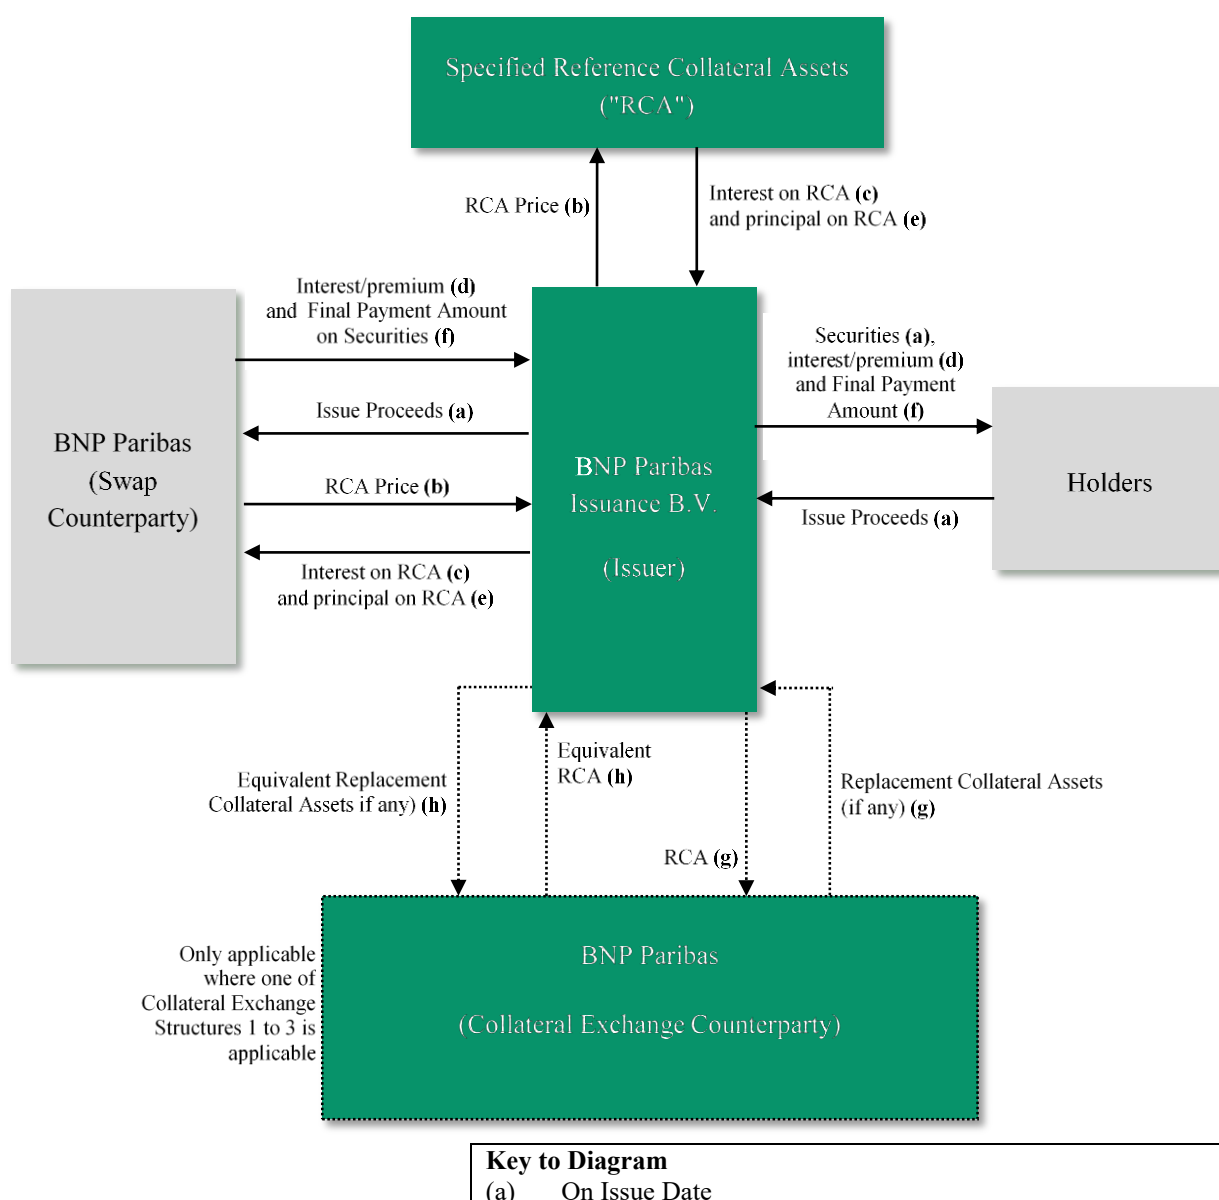 Specified Reference Collateral Assets
("RCA")
RCA Price (b)
Interest on RCA (c)
and principal on RCA (e)
Interest/premium (d)
and Final Payment Amount
on Securities (f)
Issue Proceeds (a)
RCA Price (b)
Interest on RCA (c)
and principal on RCA (e)
BNP Paribas
(Swap
Counterparty)
BNP Paribas
Issuance B.V.
(Issuer)
Securities (a),
interest/premium (d)
and Final Payment
Amount (f)
Issue Proceeds (a)
Holders
Equivalent Replacement
Collateral Assets if any) (h)
Equivalent
RCA (h)
RCA (g)
Replacement Collateral Assets
(if any) (g)
Only applicable
where one of
Collateral Exchange
Structures 1 to 3 is
applicable
BNP Paribas
(Collateral Exchange Counterparty)
Key to Diagram
(a) On Issue Date